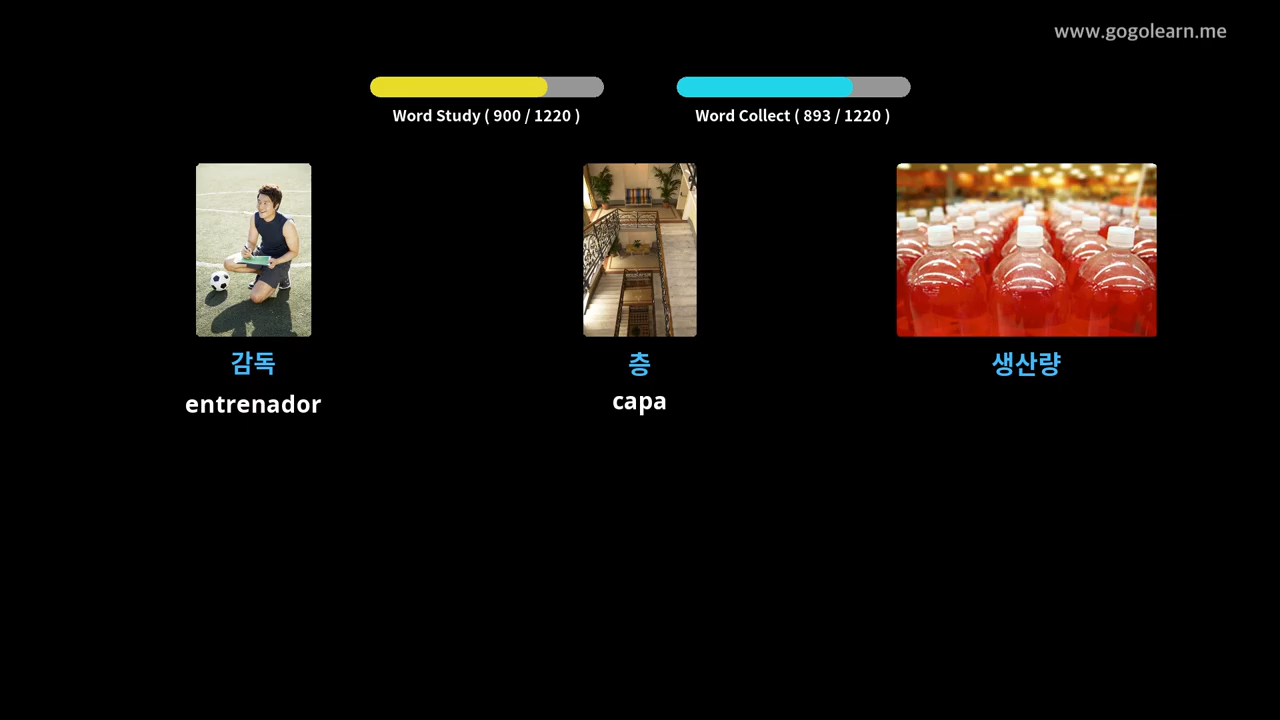 www.gogolearn.me
Word Study ( 900 / 1220 )
Word Collect ( 893 / 1220 )
감독
층
생산량
entrenador
capa